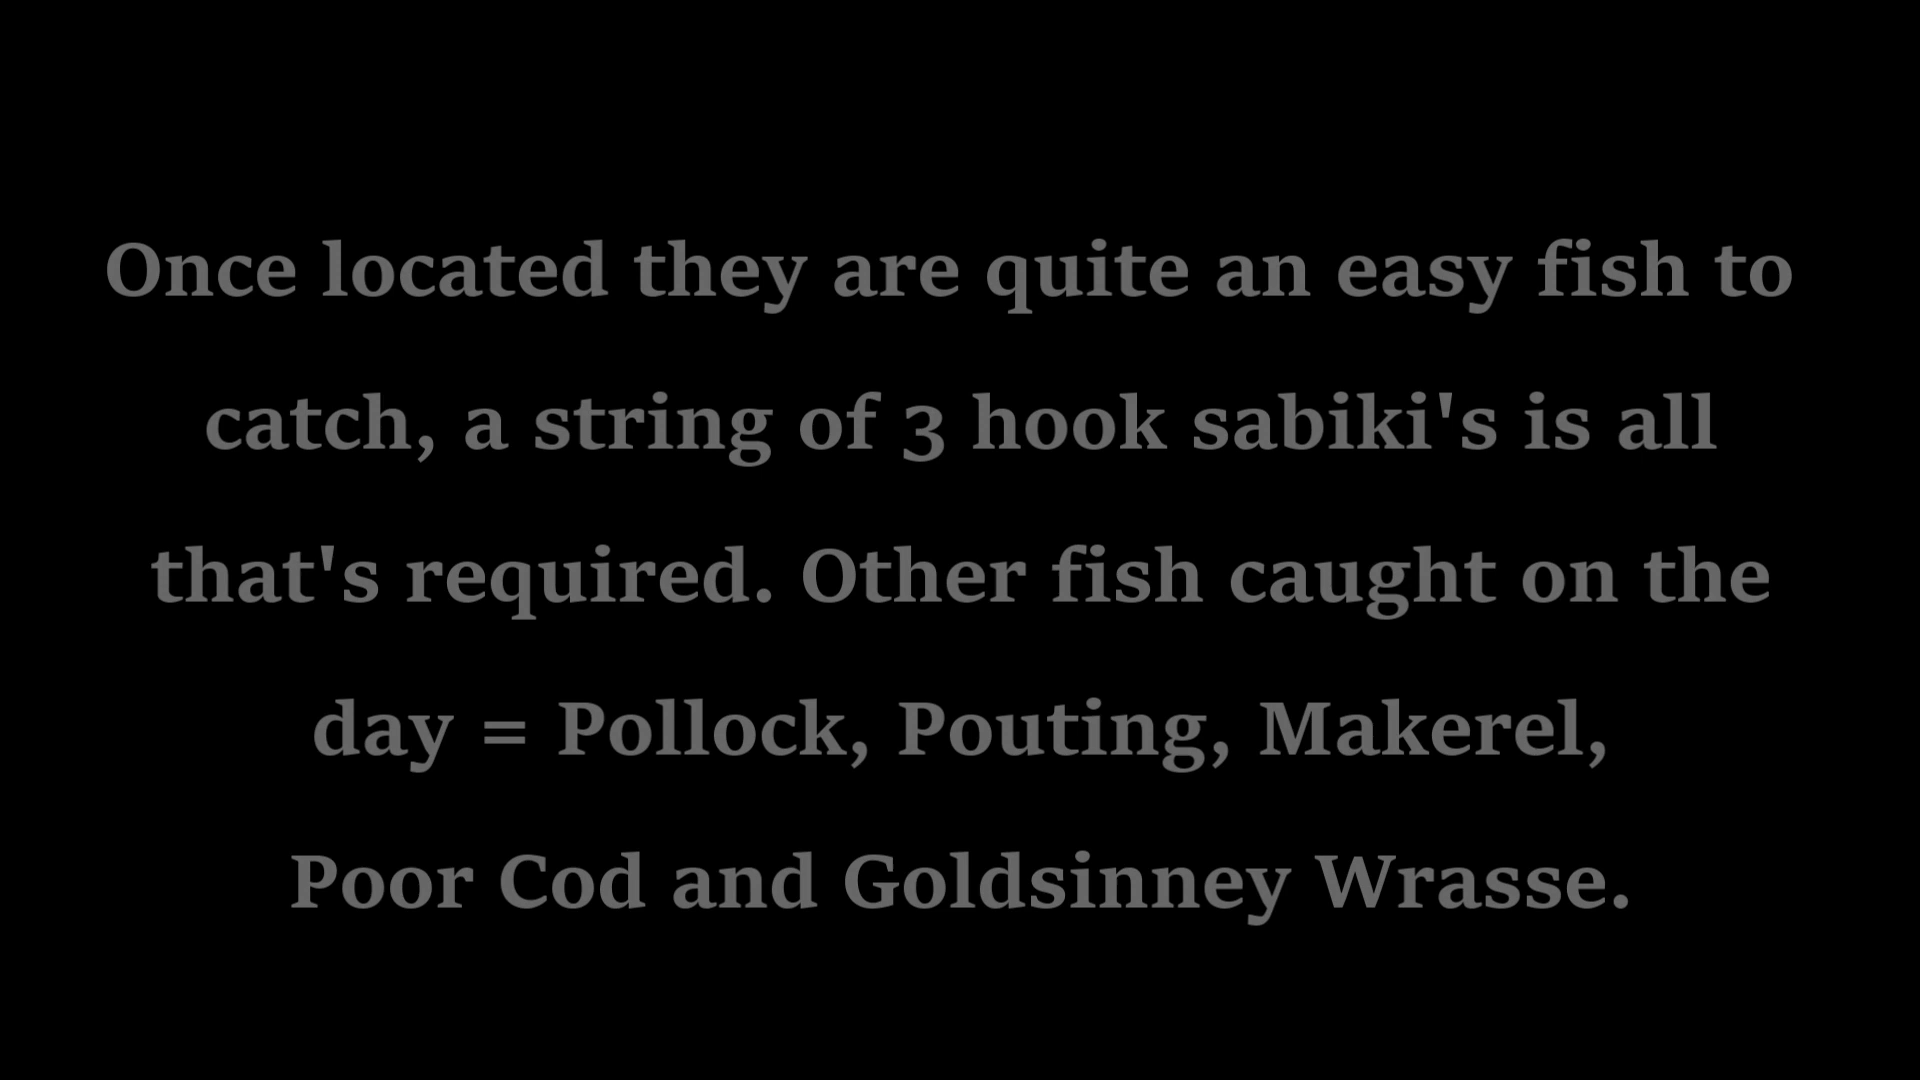 Once located they are quite an easy fish to
catch, a string of 3 hook sabiki's is all
that's required. Other fish caught on the
day = Pollock, Pouting, Makerel,
Poor Cod and Goldsinney Wrasse.